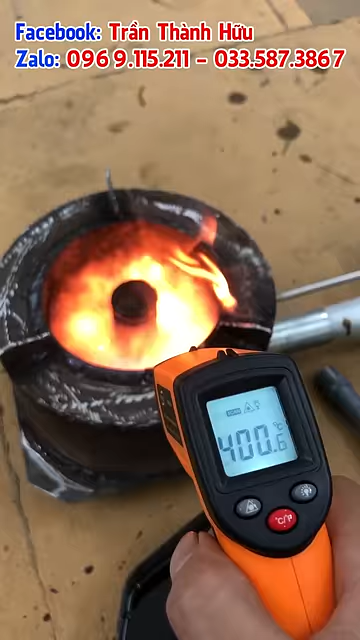 Facebook: Trần Thành Hữu
Zalo: 096 9.115.211 - 033.587.3867
400.6
°C
°C/°F